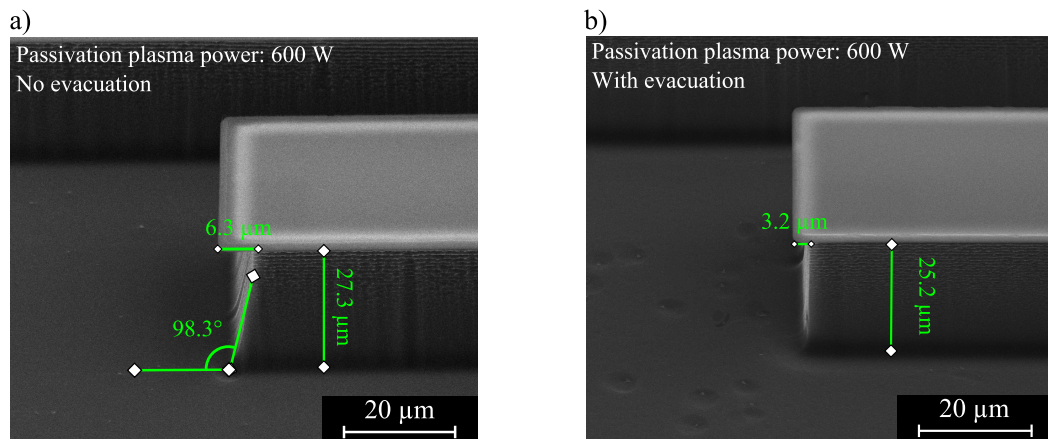 a)
Passivation plasma power: 600 W
No evacuation
6.3 µm
27.3 µm
98.3°
20 µm
b)
Passivation plasma power: 600 W
With evacuation
3.2 µm
25.2 µm
20 µm